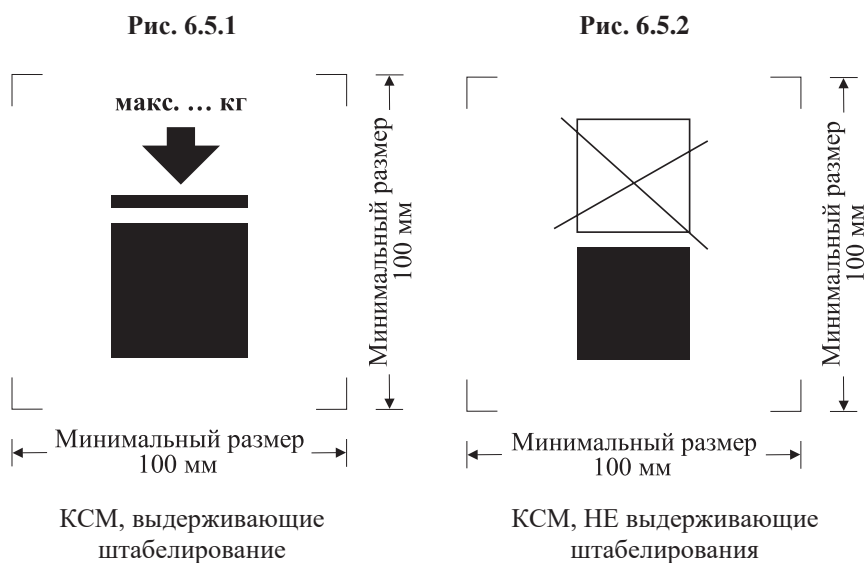 Рис. 6.5.1
макс. … кг
Минимальный размер
100 мм
Минимальный размер
100 мм
КСМ, выдерживающие
штабелирование
Рис. 6.5.2
Минимальный размер
100 мм
Минимальный размер
100 мм
КСМ, НЕ выдерживающие
штабелирования